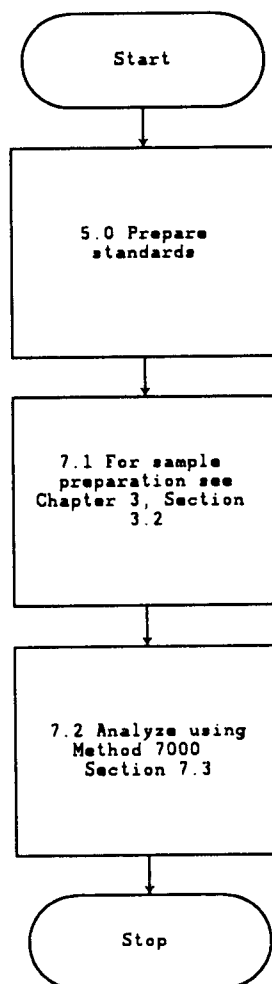 Start
5.0 Prepare
standards
7.1 For sample
preparation see
Chapter 3, Section
3.2
7.2 Analyze using
Method 7000
Section 7.3
Stop